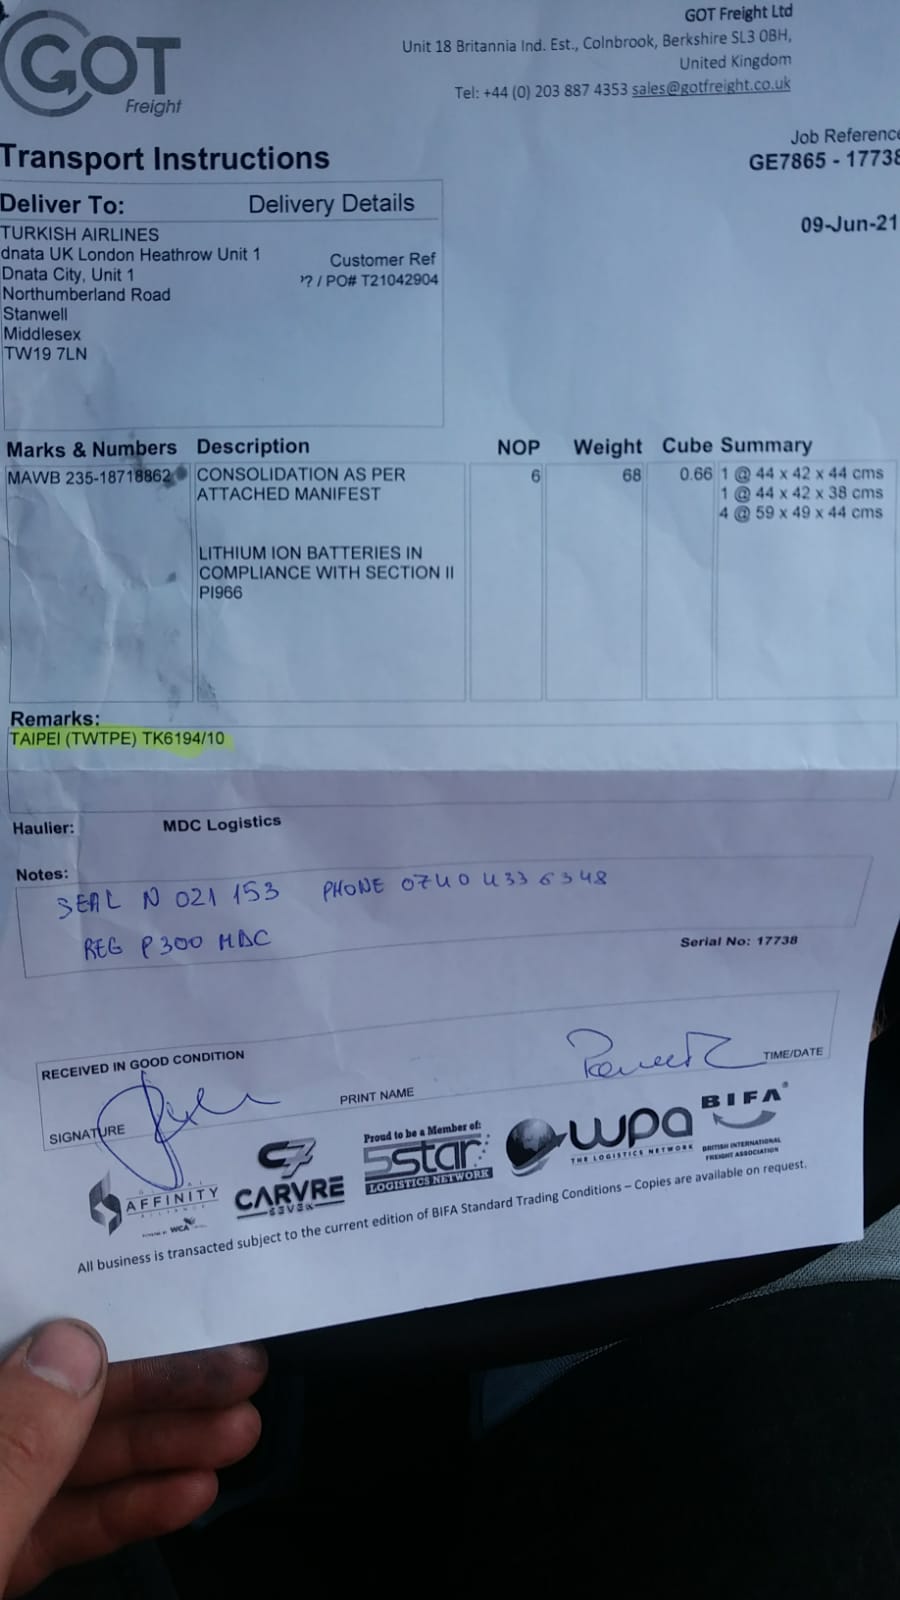 GOT
Freight
GOT Freight Ltd
Unit 18 Britannia Ind. Est., Colnbrook, Berkshire SL3 0BH,
United Kingdom
Tel: +44 (0) 203 887 4353 sales@gotfreight.co.uk
Transport Instructions
Job Reference
GE7865 - 17738
Deliver To: Delivery Details
09-Jun-21
TURKISH AIRLINES
dnata UK London Heathrow Unit 1
Customer Ref
Dnata City, Unit 1
'? / PO# T21042904
Northumberland Road
Stanwell
Middlesex
TW19 7LN
Marks & Numbers Description NOP Weight Cube Summary
MAWB 235-18718862 CONSOLIDATION AS PER 6 68 0.66 1 @ 44 x 42 x 44 cms
ATTACHED MANIFEST 1 @ 44 x 42 x 38 cms
4 @ 59 x 49 x 44 cms
LITHIUM ION BATTERIES IN
COMPLIANCE WITH SECTION II
PI966
Remarks:
TAIPEI (TWTPE) TK6194/10
Haulier: MDC Logistics
Notes:
SEAL N 021 153 PHONE 0740 433 6348
REG P300 MDC
Serial No: 17738
RECEIVED IN GOOD CONDITION
SIGNATURE PRINT NAME TIME/DATE
AFFINITY
WCA
C7
CARVRE
SEVEN
Proud to be a Member of:
5star
LOGISTICS NETWORK
wpa
THE LOGISTICS NETWORK
BIFA
BRITISH INTERNATIONAL
FREIGHT ASSOCIATION
All business is transacted subject to the current edition of BIFA Standard Trading Conditions – Copies are available on request.